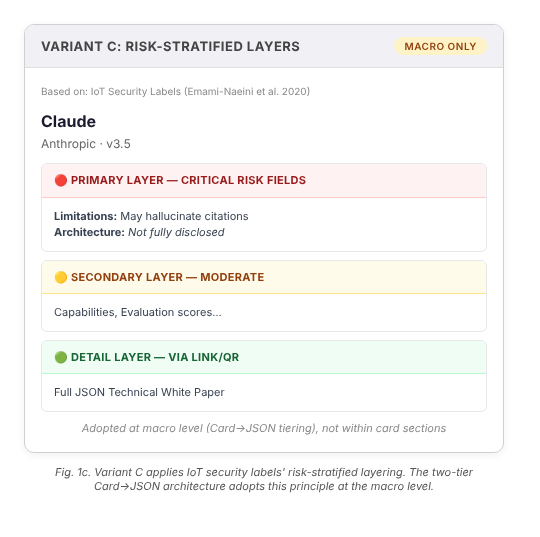 VARIANT C: RISK-STRATIFIED LAYERS
MACRO ONLY
Based on: IoT Security Labels (Emami-Naeini et al. 2020)
Claude
Anthropic · v3.5
🔴 PRIMARY LAYER — CRITICAL RISK FIELDS
Limitations: May hallucinate citations
Architecture: Not fully disclosed
🟡 SECONDARY LAYER — MODERATE
Capabilities, Evaluation scores...
🟢 DETAIL LAYER — VIA LINK/QR
Full JSON Technical White Paper
Adopted at macro level (Card→JSON tiering), not within card sections
Fig. 1c. Variant C applies IoT security labels' risk-stratified layering. The two-tier
Card→JSON architecture adopts this principle at the macro level.